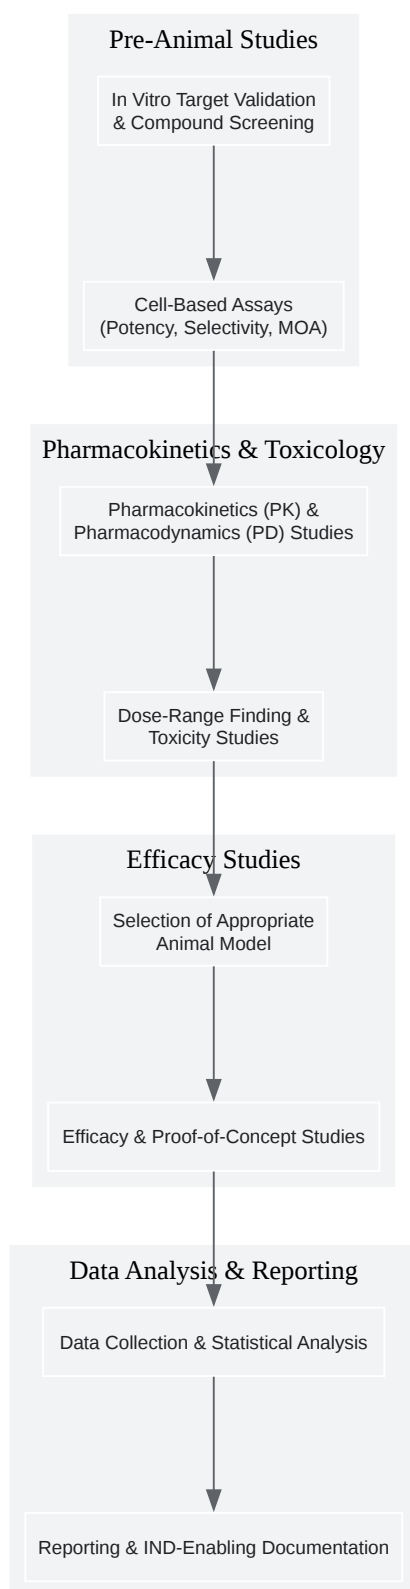 Pre-Animal Studies
In Vitro Target Validation
& Compound Screening
Cell-Based Assays
(Potency, Selectivity, MOA)
Pharmacokinetics & Toxicology
Pharmacokinetics (PK) &
Pharmacodynamics (PD) Studies
Dose-Range Finding &
Toxicity Studies
Efficacy Studies
Selection of Appropriate
Animal Model
Efficacy & Proof-of-Concept Studies
Data Analysis & Reporting
Data Collection & Statistical Analysis
Reporting & IND-Enabling Documentation